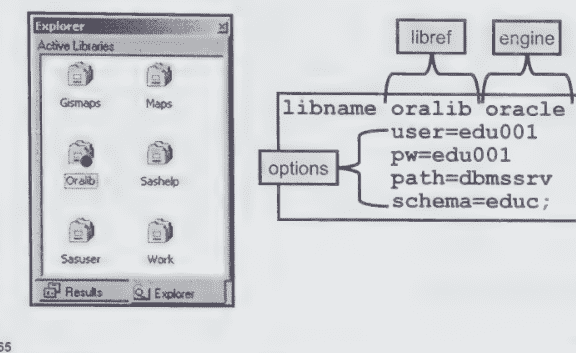 Explorer
Active Libraries
Gismaps
Maps
Oralib
Sashelp
Sasuser
Work
Results
Explorer
libref
engine
libname oralib oracle
user=edu001
pw=edu001
path=dbmssrv
schema=educ;
options
55